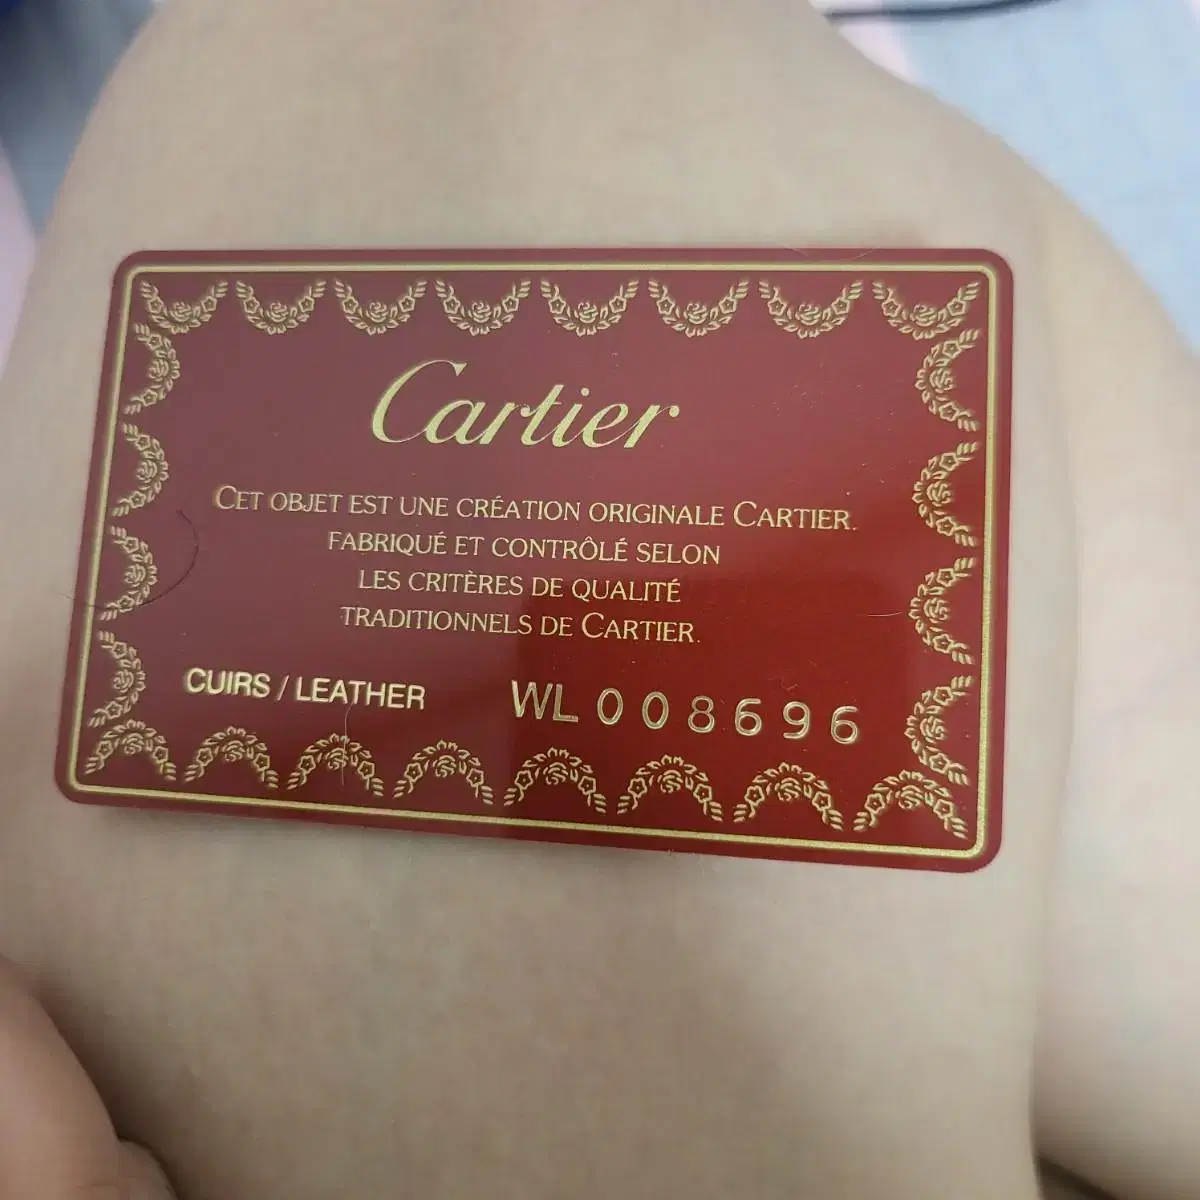 Cartier
CET OBJET EST UNE CRÉATION ORIGINALE CARTIER.
FABRIQUÉ ET CONTRÔLÉ SELON
LES CRITÈRES DE QUALITÉ
TRADITIONNELS DE CARTIER.
CUIRS / LEATHER WL 008696